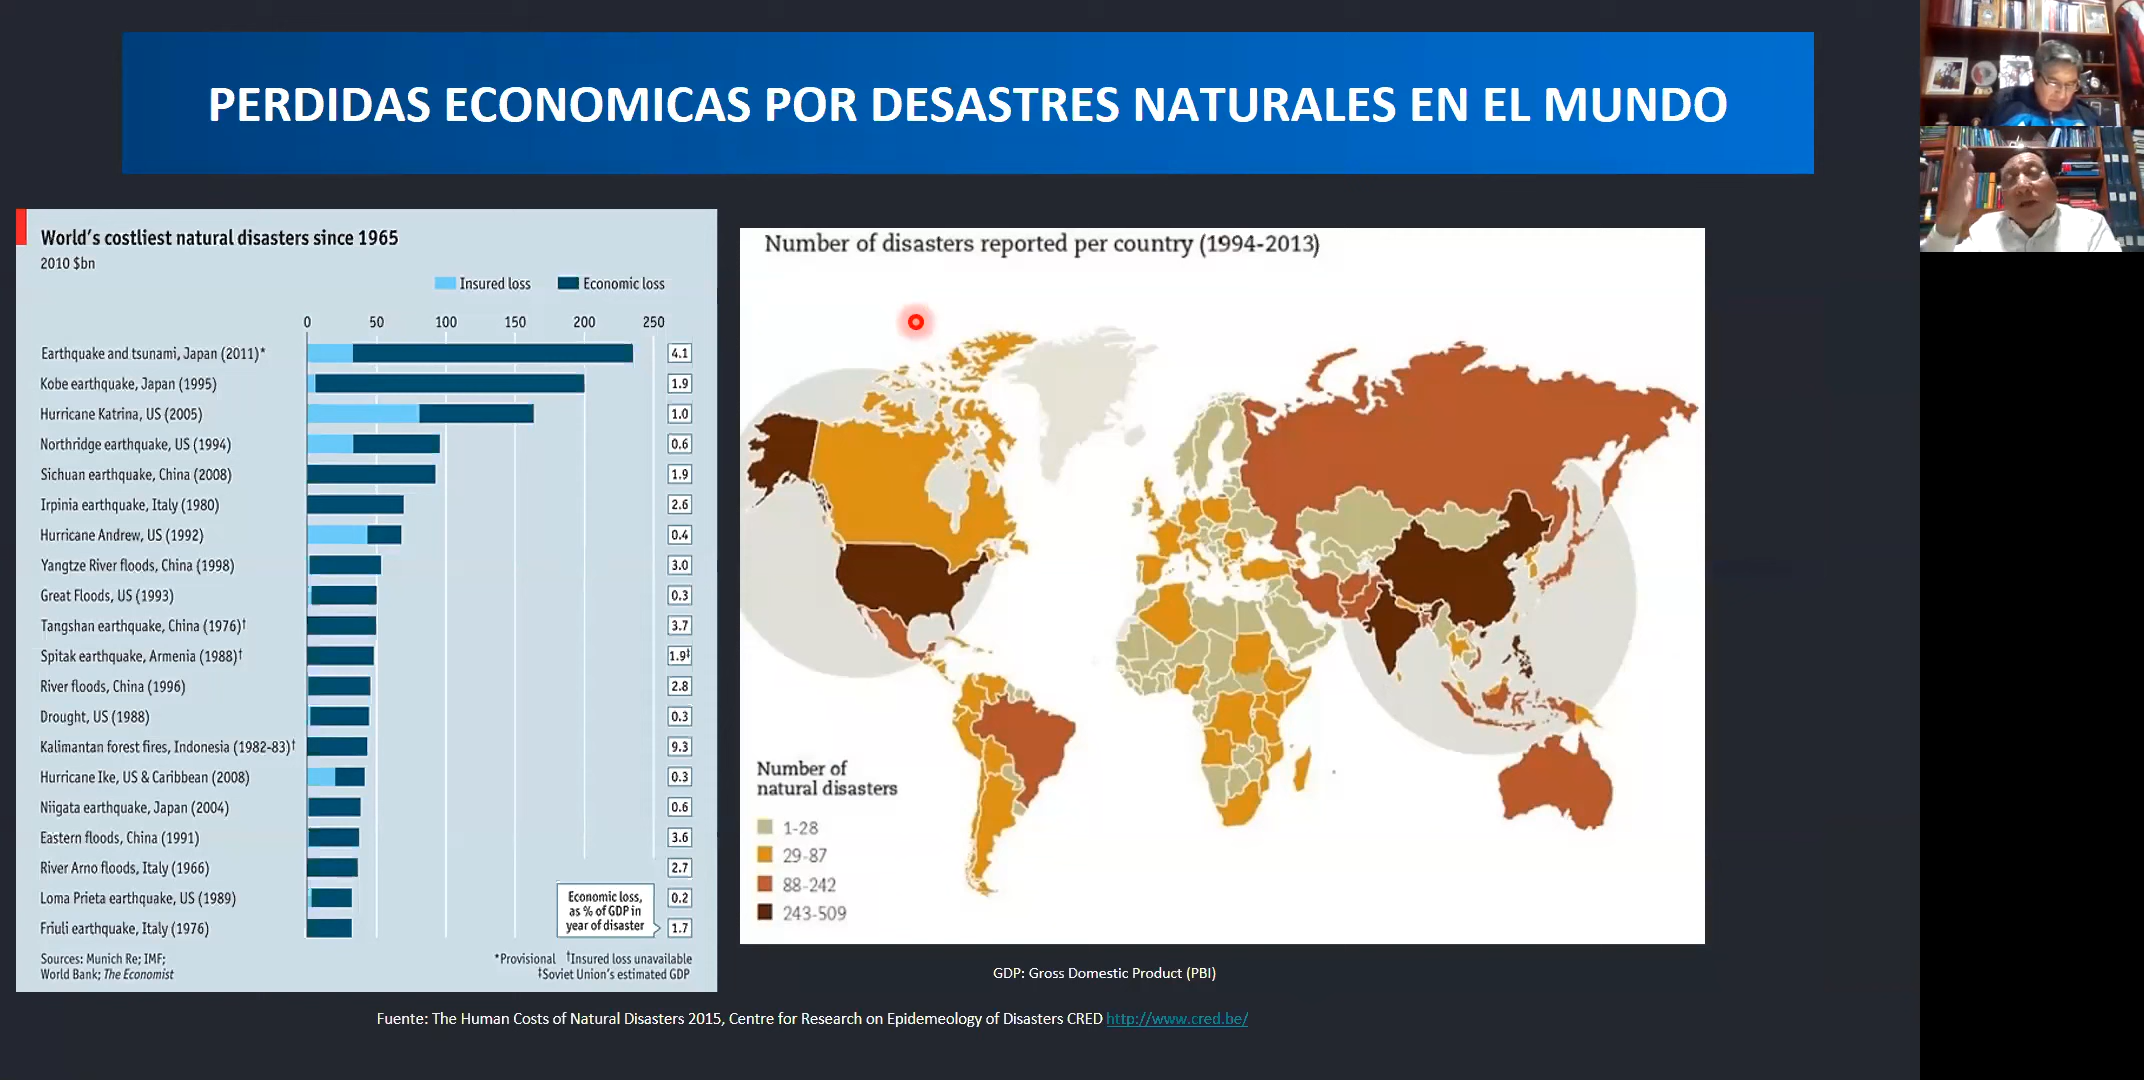 PERDIDAS ECONOMICAS POR DESASTRES NATURALES EN EL MUNDO
World's costliest natural disasters since 1965
2010 $bn
Insured loss Economic loss
0 50 100 150 200 250
Earthquake and tsunami, Japan (2011)* 4.1
Kobe earthquake, Japan (1995) 1.9
Hurricane Katrina, US (2005) 1.0
Northridge earthquake, US (1994) 0.6
Sichuan earthquake, China (2008) 1.9
Irpinia earthquake, Italy (1980) 2.6
Hurricane Andrew, US (1992) 0.4
Yangtze River floods, China (1998) 3.0
Great Floods, US (1993) 0.3
Tangshan earthquake, China (1976)† 3.7
Spitak earthquake, Armenia (1988)† 1.9‡
River floods, China (1996) 2.8
Drought, US (1988) 0.3
Kalimantan forest fires, Indonesia (1982-83)† 9.3
Hurricane Ike, US & Caribbean (2008) 0.3
Niigata earthquake, Japan (2004) 0.6
Eastern floods, China (1991) 3.6
River Arno floods, Italy (1966) 2.7
Loma Prieta earthquake, US (1989) 0.2
Friuli earthquake, Italy (1976) 1.7
Economic loss,
as % of GDP in
year of disaster
Sources: Munich Re; IMF;
World Bank; The Economist
*Provisional †Insured loss unavailable
‡Soviet Union's estimated GDP
Number of disasters reported per country (1994-2013)
Number of
natural disasters
1-28
29-87
88-242
243-509
GDP: Gross Domestic Product (PBI)
Fuente: The Human Costs of Natural Disasters 2015, Centre for Research on Epidemeology of Disasters CRED http://www.cred.be/